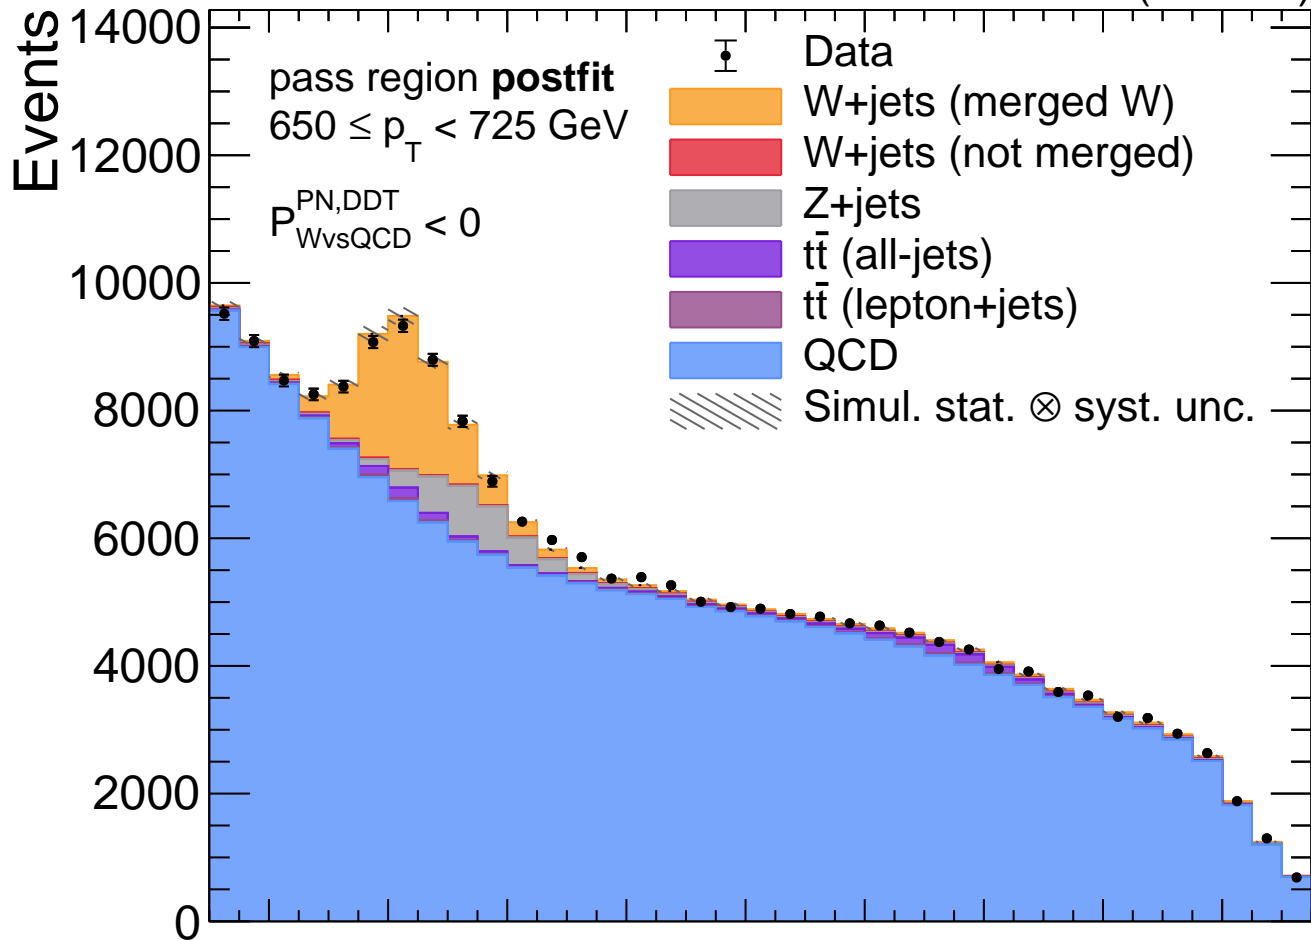 Events
14000
12000
10000
8000
6000
4000
2000
0
pass region postfit
650 ≤ p_T < 725 GeV
P^{PN,DDT}_{WvsQCD} < 0
Data
W+jets (merged W)
W+jets (not merged)
Z+jets
tt̄ (all-jets)
tt̄ (lepton+jets)
QCD
Simul. stat. ⊗ syst. unc.